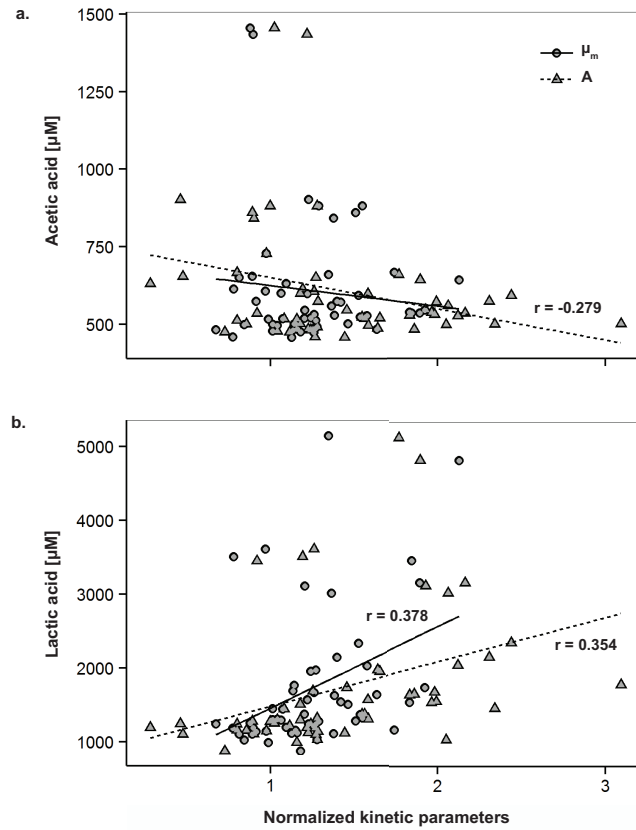 a.
1500
1250
1000
750
500
Acetic acid [µM]
µm
A
r = -0.279
b.
5000
4000
3000
2000
1000
Lactic acid [µM]
r = 0.378
r = 0.354
1
2
3
Normalized kinetic parameters